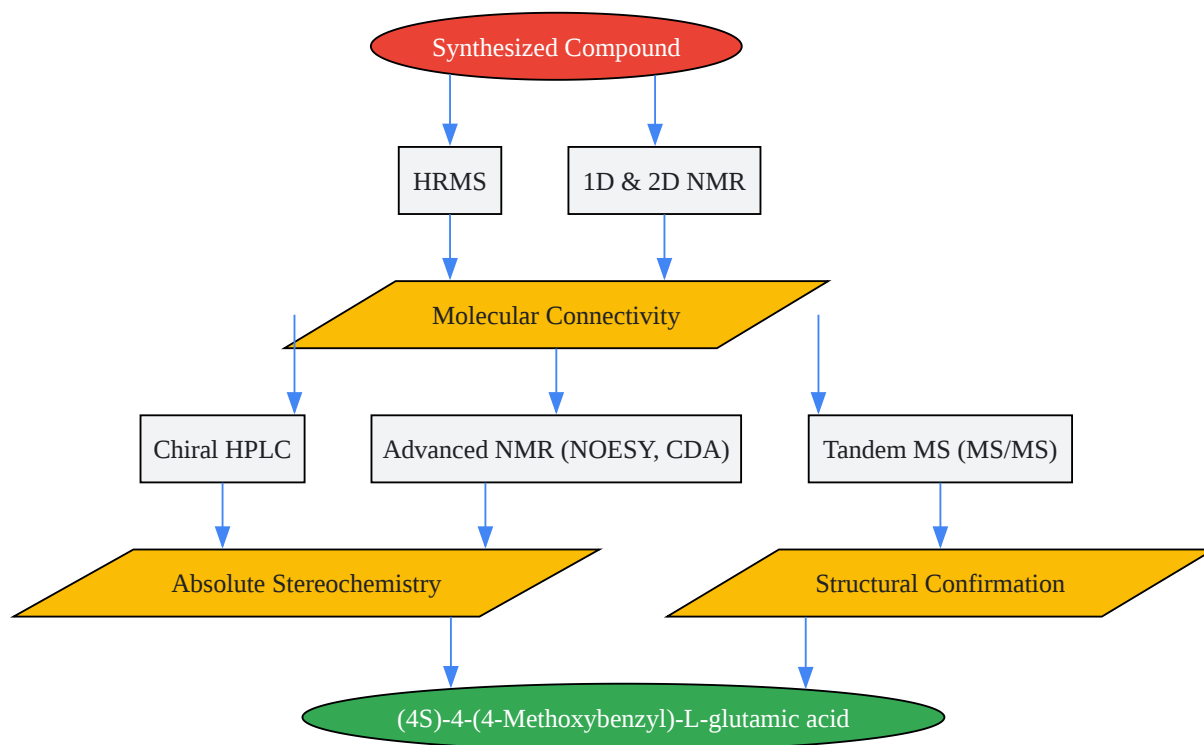 Synthesized Compound
HRMS
1D & 2D NMR
Molecular Connectivity
Chiral HPLC
Advanced NMR (NOESY, CDA)
Tandem MS (MS/MS)
Absolute Stereochemistry
Structural Confirmation
(4S)-4-(4-Methoxybenzyl)-L-glutamic acid